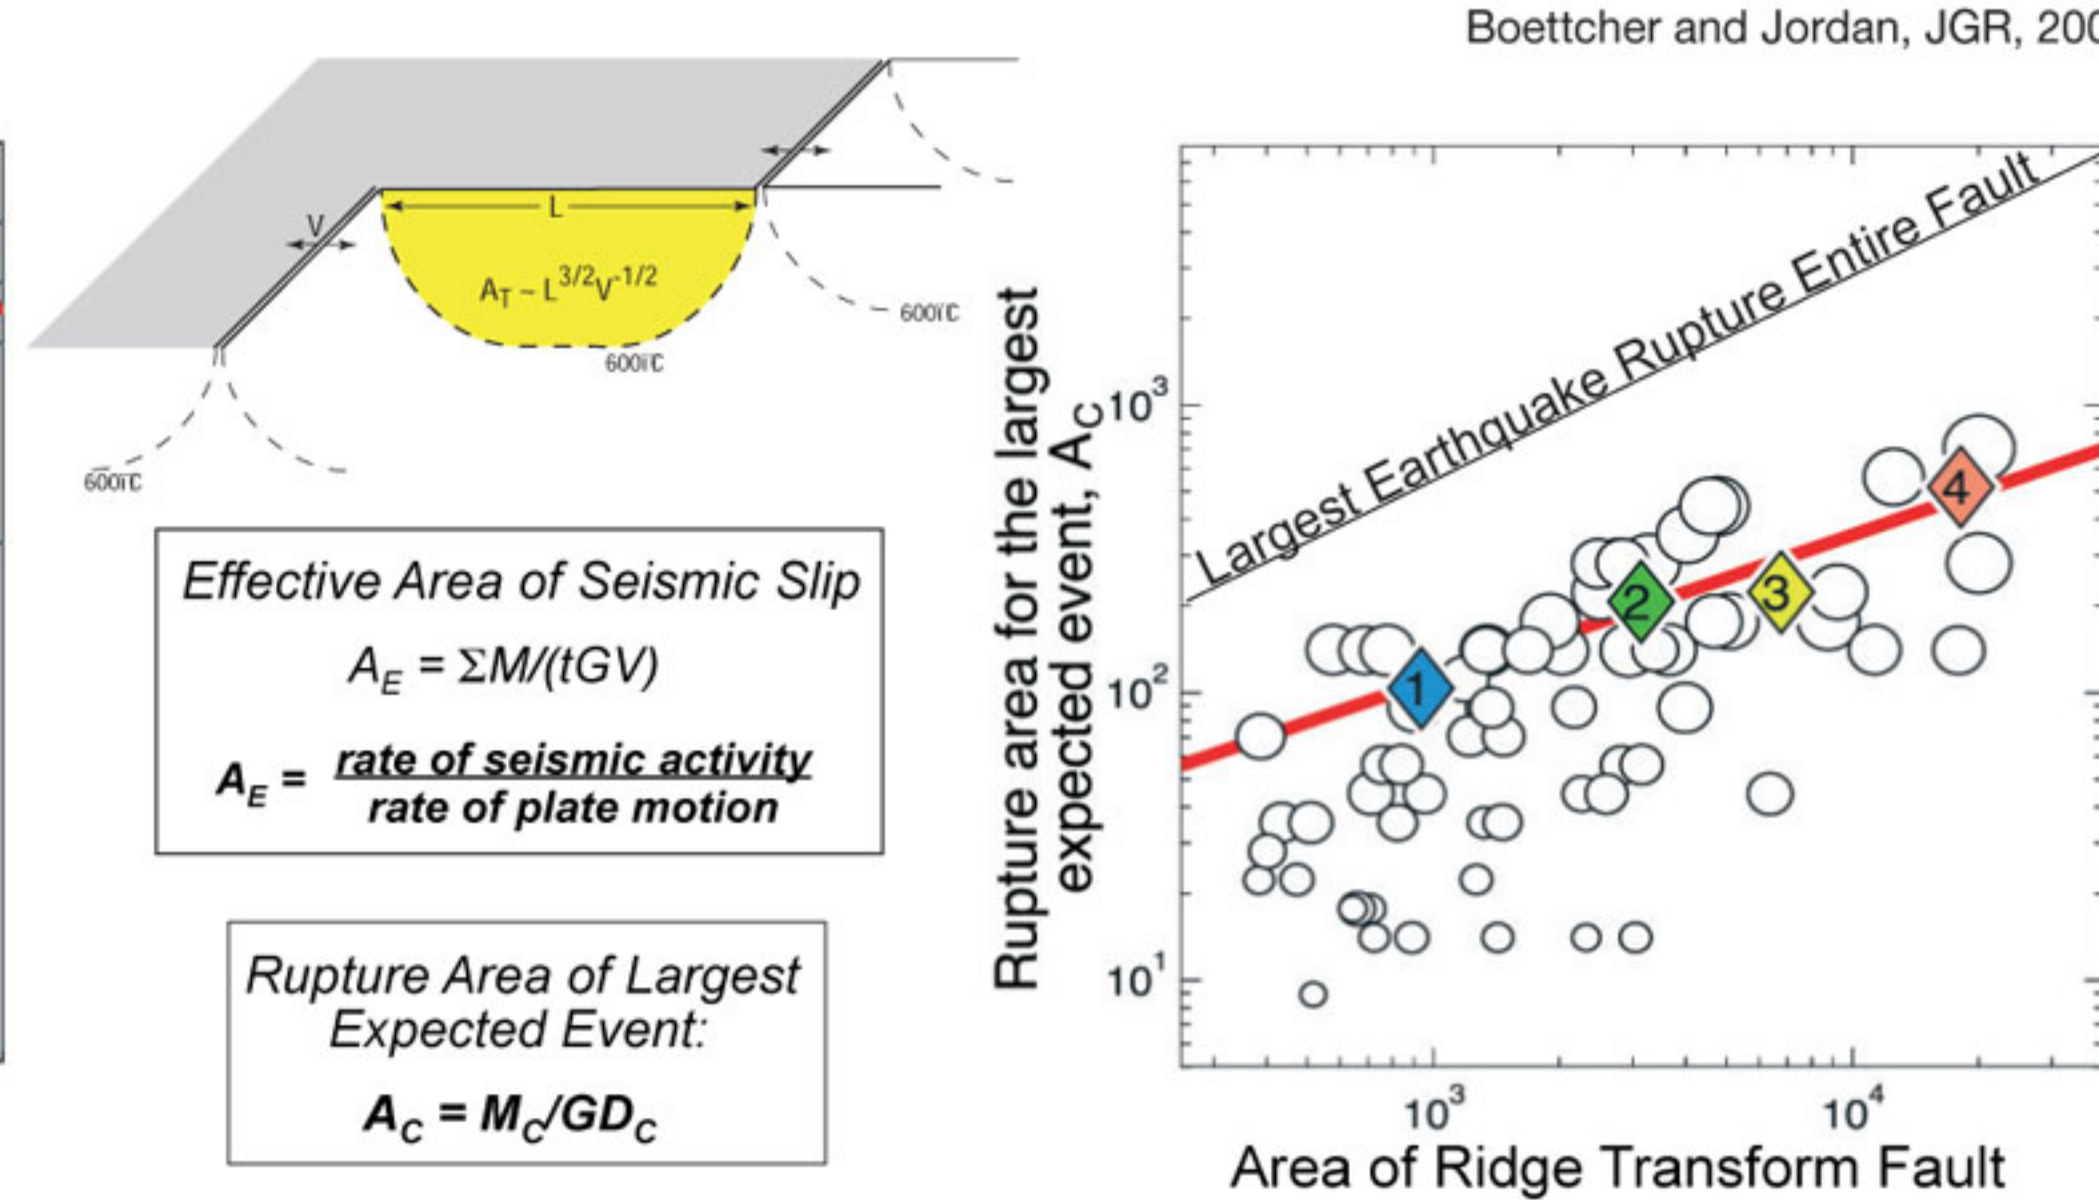 Boettcher and Jordan, JGR, 200
V
L
A_T ~ L^3/2 V^-1/2
600ïC
600ïC
600ïC
Effective Area of Seismic Slip
A_E = ΣM/(tGV)
A_E = rate of seismic activity
rate of plate motion
Rupture Area of Largest
Expected Event:
A_C = M_C/GD_C
Rupture area for the largest
expected event, A_C
10^3
10^2
10^1
Largest Earthquake Rupture Entire Fault
1
2
3
4
10^3
10^4
Area of Ridge Transform Fault